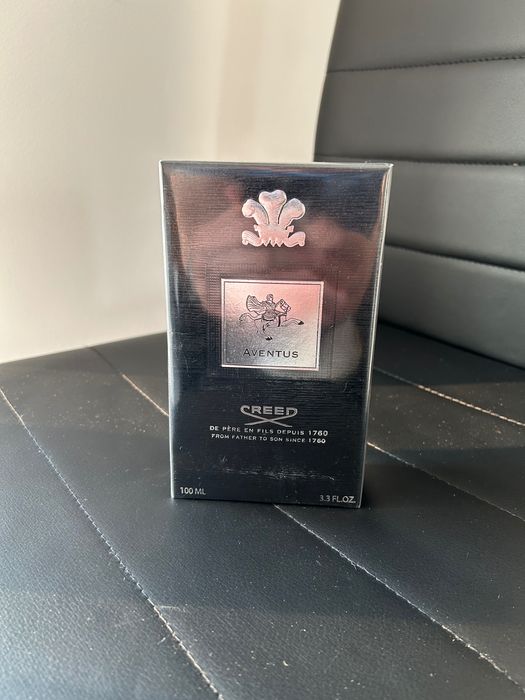 AVENTUS
CREED
DE PÈRE EN FILS DEPUIS 1760
FROM FATHER TO SON SINCE 1760
100 ML 3.3 FL.OZ.